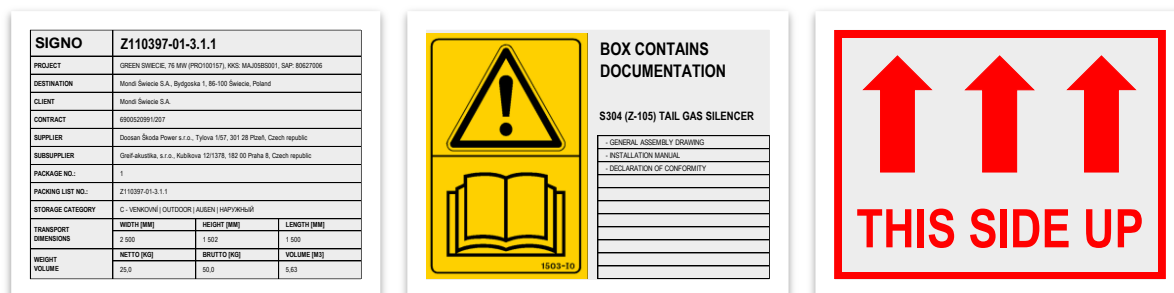 SIGNO Z110397-01-3.1.1
PROJECT GREEN SWIECIE, 76 MW (PRO100157), KKS: MAJ05BS001, SAP: 80627006
DESTINATION Mondi Świecie S.A., Bydgoska 1, 86-100 Świecie, Poland
CLIENT Mondi Świecie S.A.
CONTRACT 6900520991/207
SUPPLIER Doosan Škoda Power s.r.o., Tylova 1/57, 301 28 Plzeň, Czech republic
SUBSUPPLIER Greif-akustika, s.r.o., Kubíkova 12/1378, 182 00 Praha 8, Czech republic
PACKAGE NO.: 1
PACKING LIST NO.: Z110397-01-3.1.1
STORAGE CATEGORY C - VENKOVNÍ | OUTDOOR | AUßEN | НАРУЖНЫЙ
TRANSPORT DIMENSIONS
WIDTH [MM] HEIGHT [MM] LENGTH [MM]
2 500 1 502 1 500
WEIGHT VOLUME
NETTO [KG] BRUTTO [KG] VOLUME [M3]
25,0 50,0 5,63
1503-10
BOX CONTAINS
DOCUMENTATION
S304 (Z-105) TAIL GAS SILENCER
- GENERAL ASSEMBLY DRAWING
- INSTALLATION MANUAL
- DECLARATION OF CONFORMITY
THIS SIDE UP